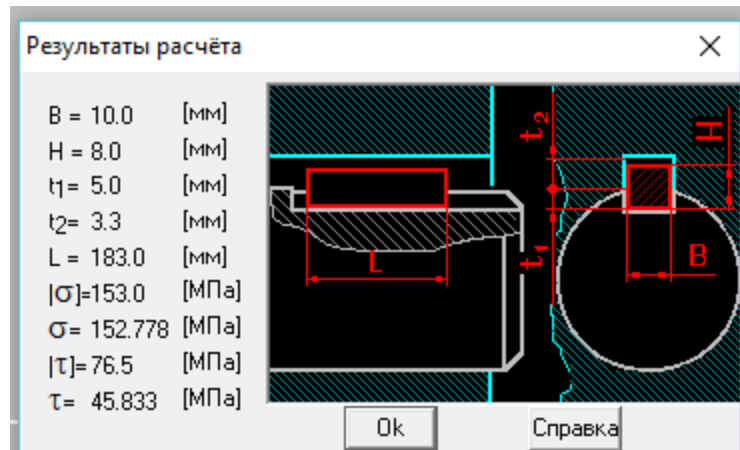 Результаты расчёта
B = 10.0 [мм]
H = 8.0 [мм]
t1= 5.0 [мм]
t2= 3.3 [мм]
L = 183.0 [мм]
|σ]=153.0 [МПа]
σ= 152.778 [МПа]
|τ]=76.5 [МПа]
τ= 45.833 [МПа]
t2
H
L
t1
B
Ok
Справка